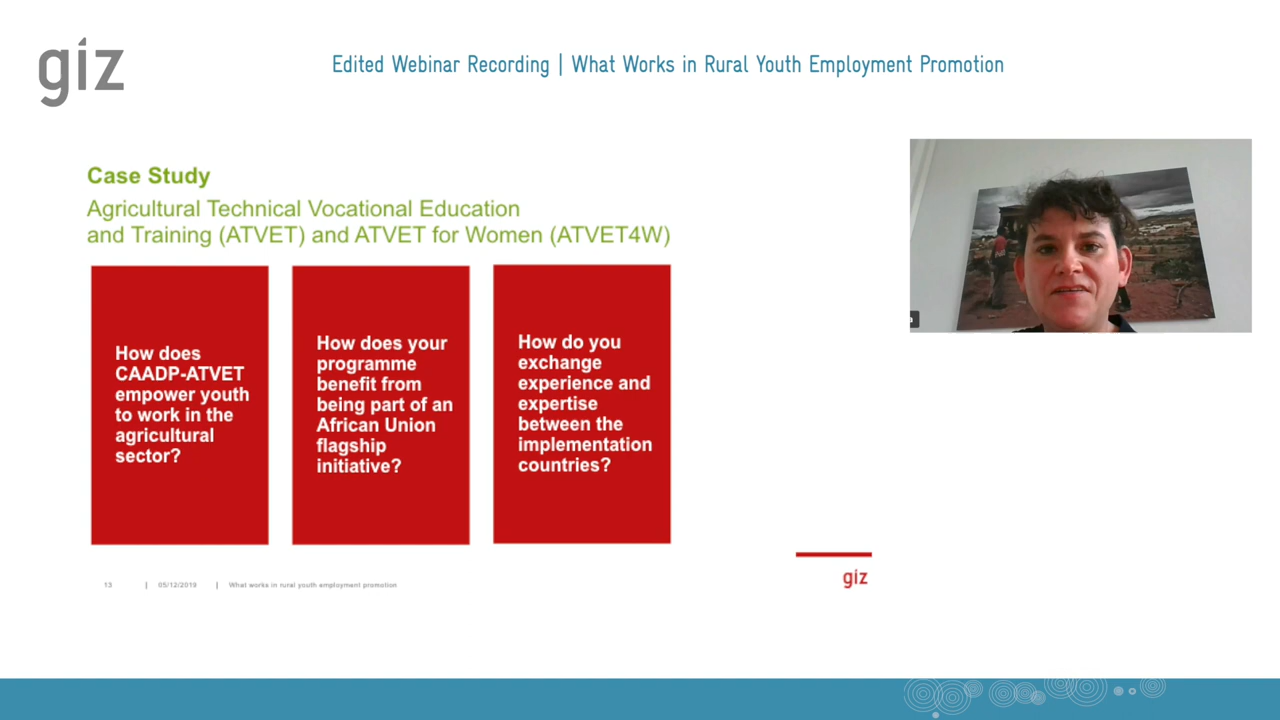 giz
Edited Webinar Recording | What Works in Rural Youth Employment Promotion
Case Study
Agricultural Technical Vocational Education
and Training (ATVET) and ATVET for Women (ATVET4W)
How does
CAADP-ATVET
empower youth
to work in the
agricultural
sector?
How does your
programme
benefit from
being part of an
African Union
flagship
initiative?
How do you
exchange
experience and
expertise
between the
implementation
countries?
13 | 05/12/2019 | What works in rural youth employment promotion
giz